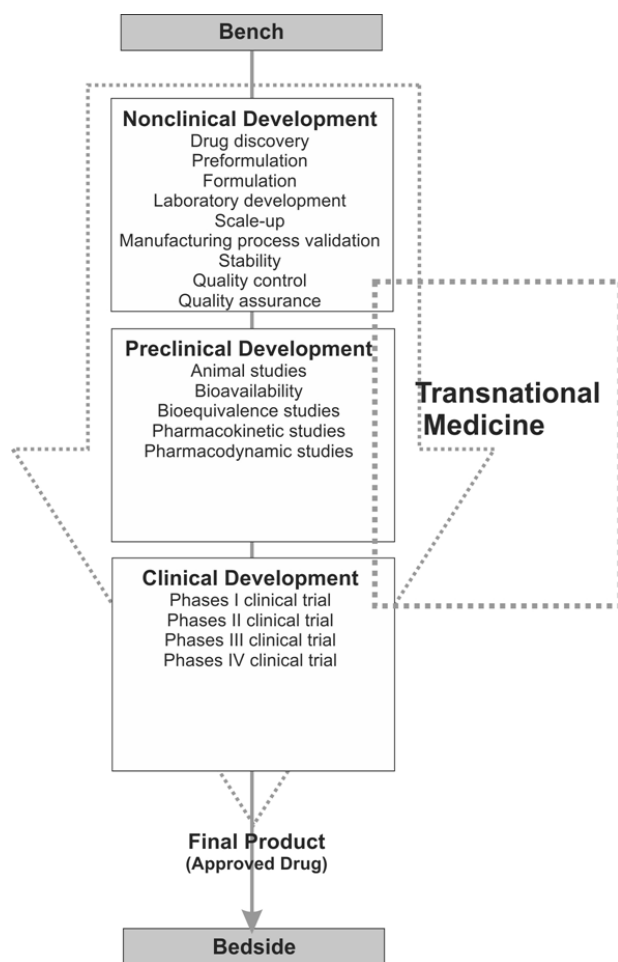 Bench
Nonclinical Development
Drug discovery
Preformulation
Formulation
Laboratory development
Scale-up
Manufacturing process validation
Stability
Quality control
Quality assurance
Preclinical Development
Animal studies
Bioavailability
Bioequivalence studies
Pharmacokinetic studies
Pharmacodynamic studies
Transnational
Medicine
Clinical Development
Phases I clinical trial
Phases II clinical trial
Phases III clinical trial
Phases IV clinical trial
Final Product
(Approved Drug)
Bedside